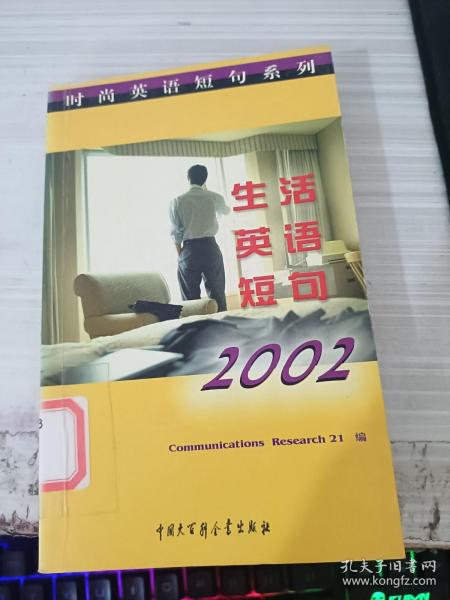 时尚英语短句系列
生活
英语
短句
2002
Communications Research 21 编
中国大百科全书出版社
3
孔夫子旧书网
www.kongfz.com